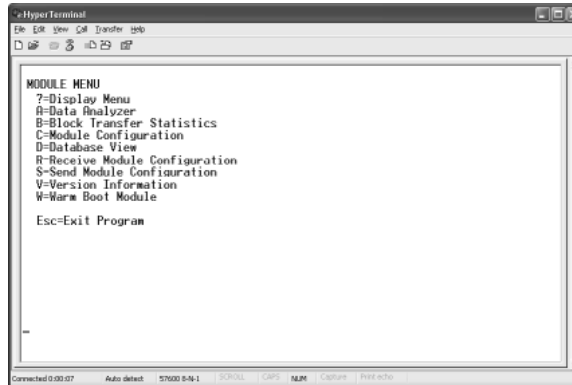 HyperTerminal
File Edit View Call Transfer Help
MODULE MENU
?=Display Menu
A=Data Analyzer
B=Block Transfer Statistics
C=Module Configuration
D=Database View
R=Receive Module Configuration
S=Send Module Configuration
V=Version Information
W=Warm Boot Module
Esc=Exit Program
Connected 0:00:07 Auto detect 57600 8-N-1 SCROLL CAPS NUM Capture Print echo